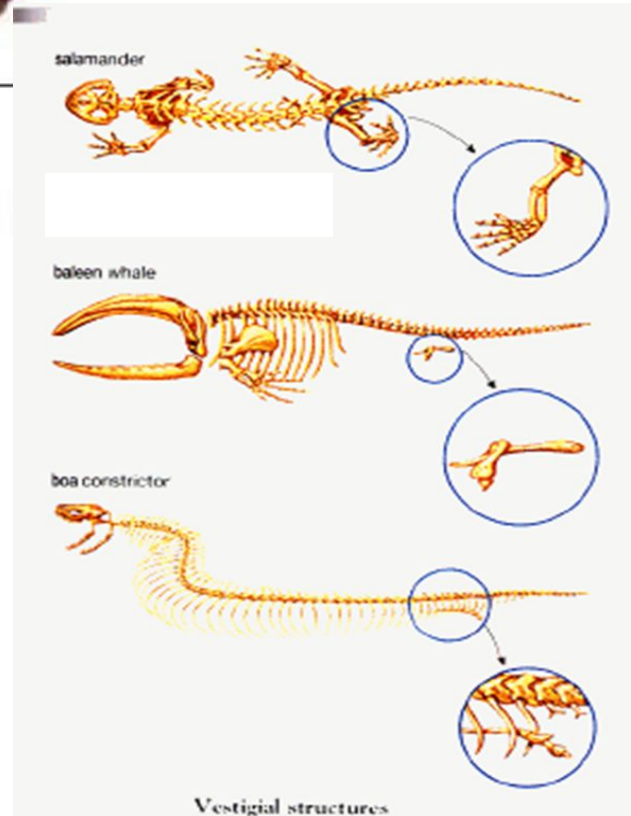 salamander
baleen whale
boa constrictor
Vestigial structures